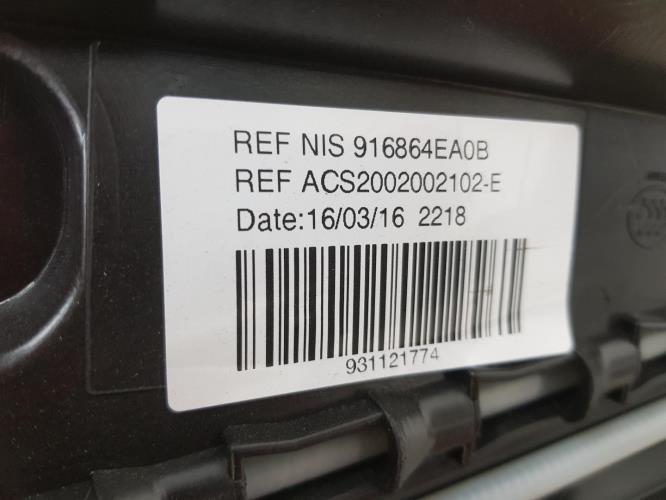 REF NIS 916864EA0B
REF ACS2002002102-E
Date:16/03/16 2218
931121774